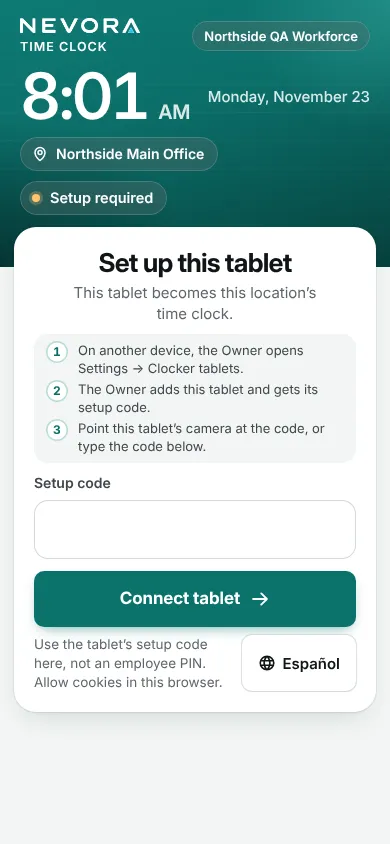 NEVORA
TIME CLOCK
Northside QA Workforce
8:01 AM
Monday, November 23
Northside Main Office
Setup required
Set up this tablet
This tablet becomes this location’s
time clock.
1 On another device, the Owner opens
Settings → Clocker tablets.
2 The Owner adds this tablet and gets its
setup code.
3 Point this tablet’s camera at the code, or
type the code below.
Setup code
Connect tablet →
Use the tablet’s setup code
here, not an employee PIN.
Allow cookies in this browser.
Español